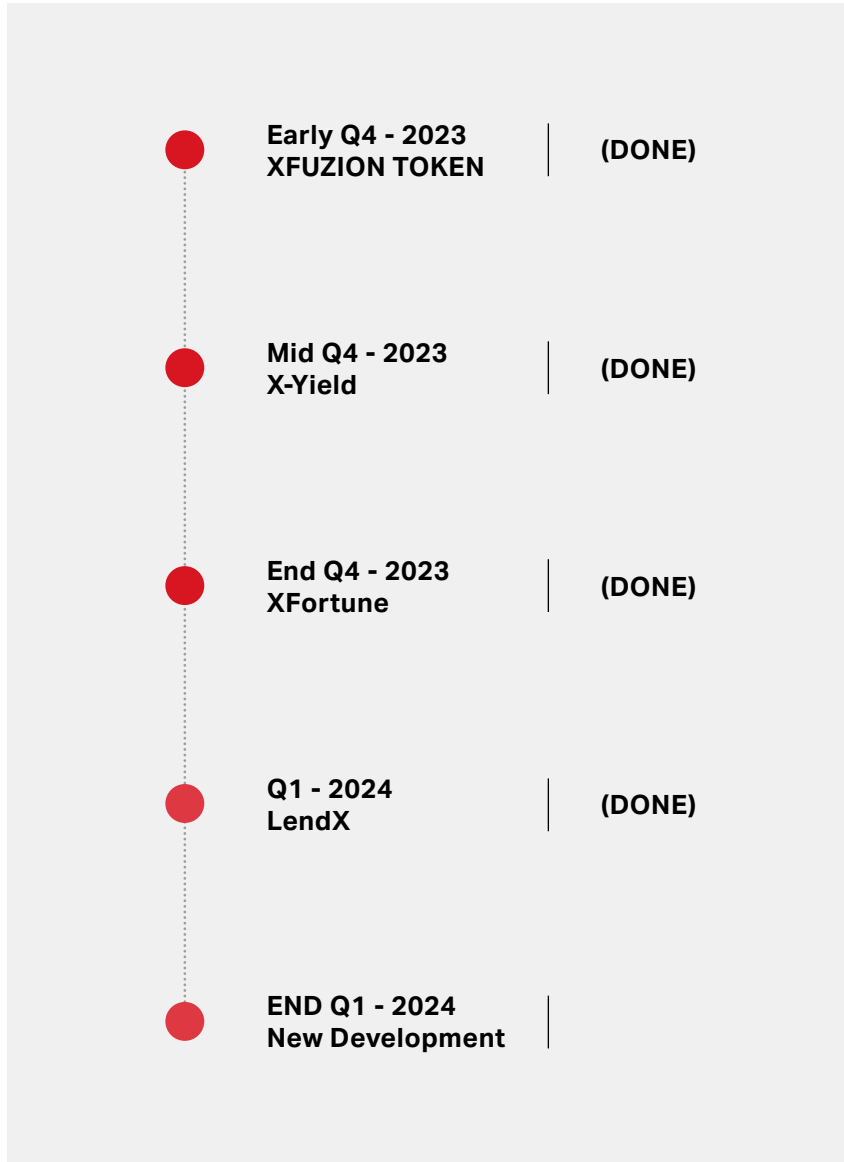 Early Q4 - 2023
XFUZION TOKEN
(DONE)
Mid Q4 - 2023
X-Yield
(DONE)
End Q4 - 2023
XFortune
(DONE)
Q1 - 2024
LendX
(DONE)
END Q1 - 2024
New Development